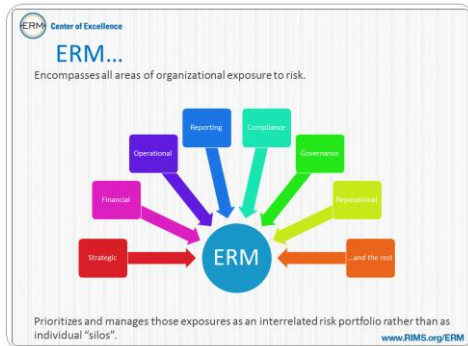 ERM Center of Excellence
ERM...
Encompasses all areas of organizational exposure to risk.
Reporting
Compliance
Operational
Governance
Financial
Reputational
Strategic
ERM
...and the rest
Prioritizes and manages those exposures as an interrelated risk portfolio rather than as
individual “silos”.
www.RIMS.org/ERM